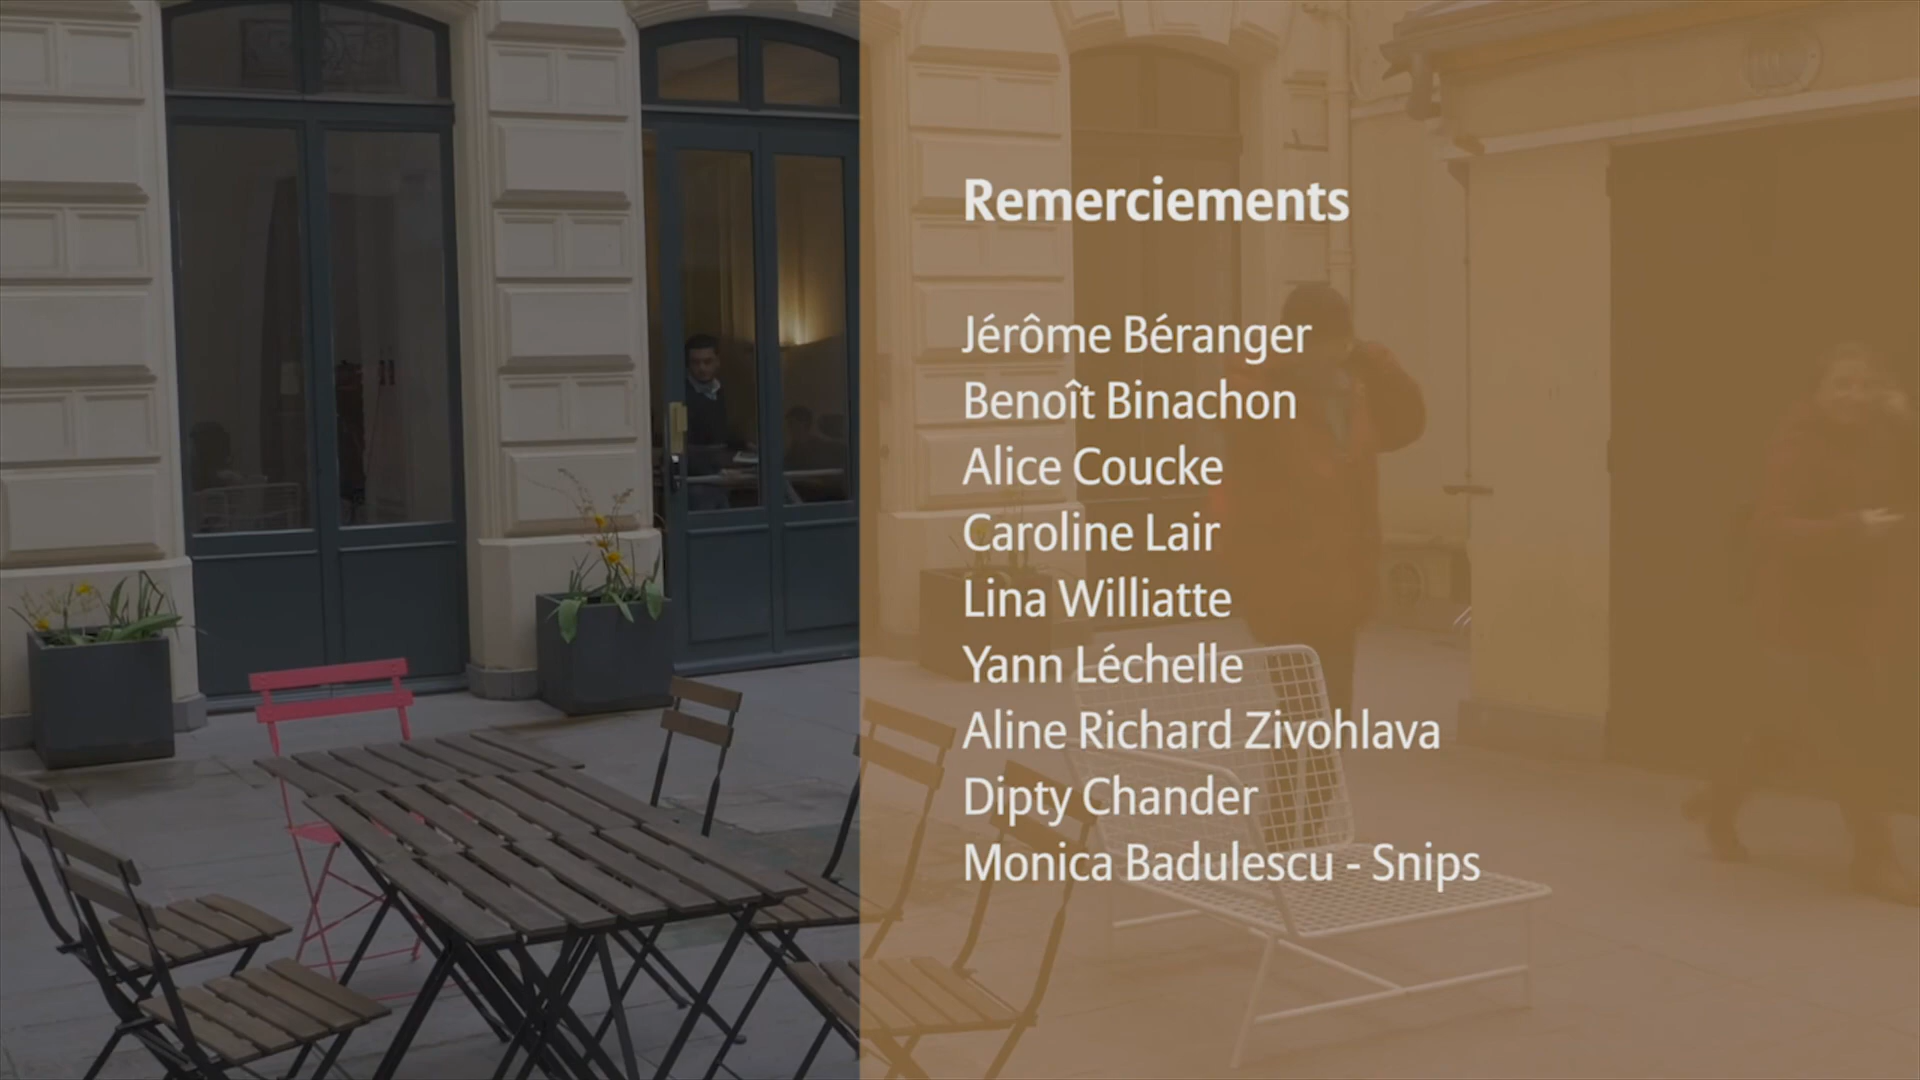 Remerciements
Jérôme Béranger
Benoît Binachon
Alice Coucke
Caroline Lair
Lina Williatte
Yann Léchelle
Aline Richard Zivohlava
Dipty Chander
Monica Badulescu - Snips